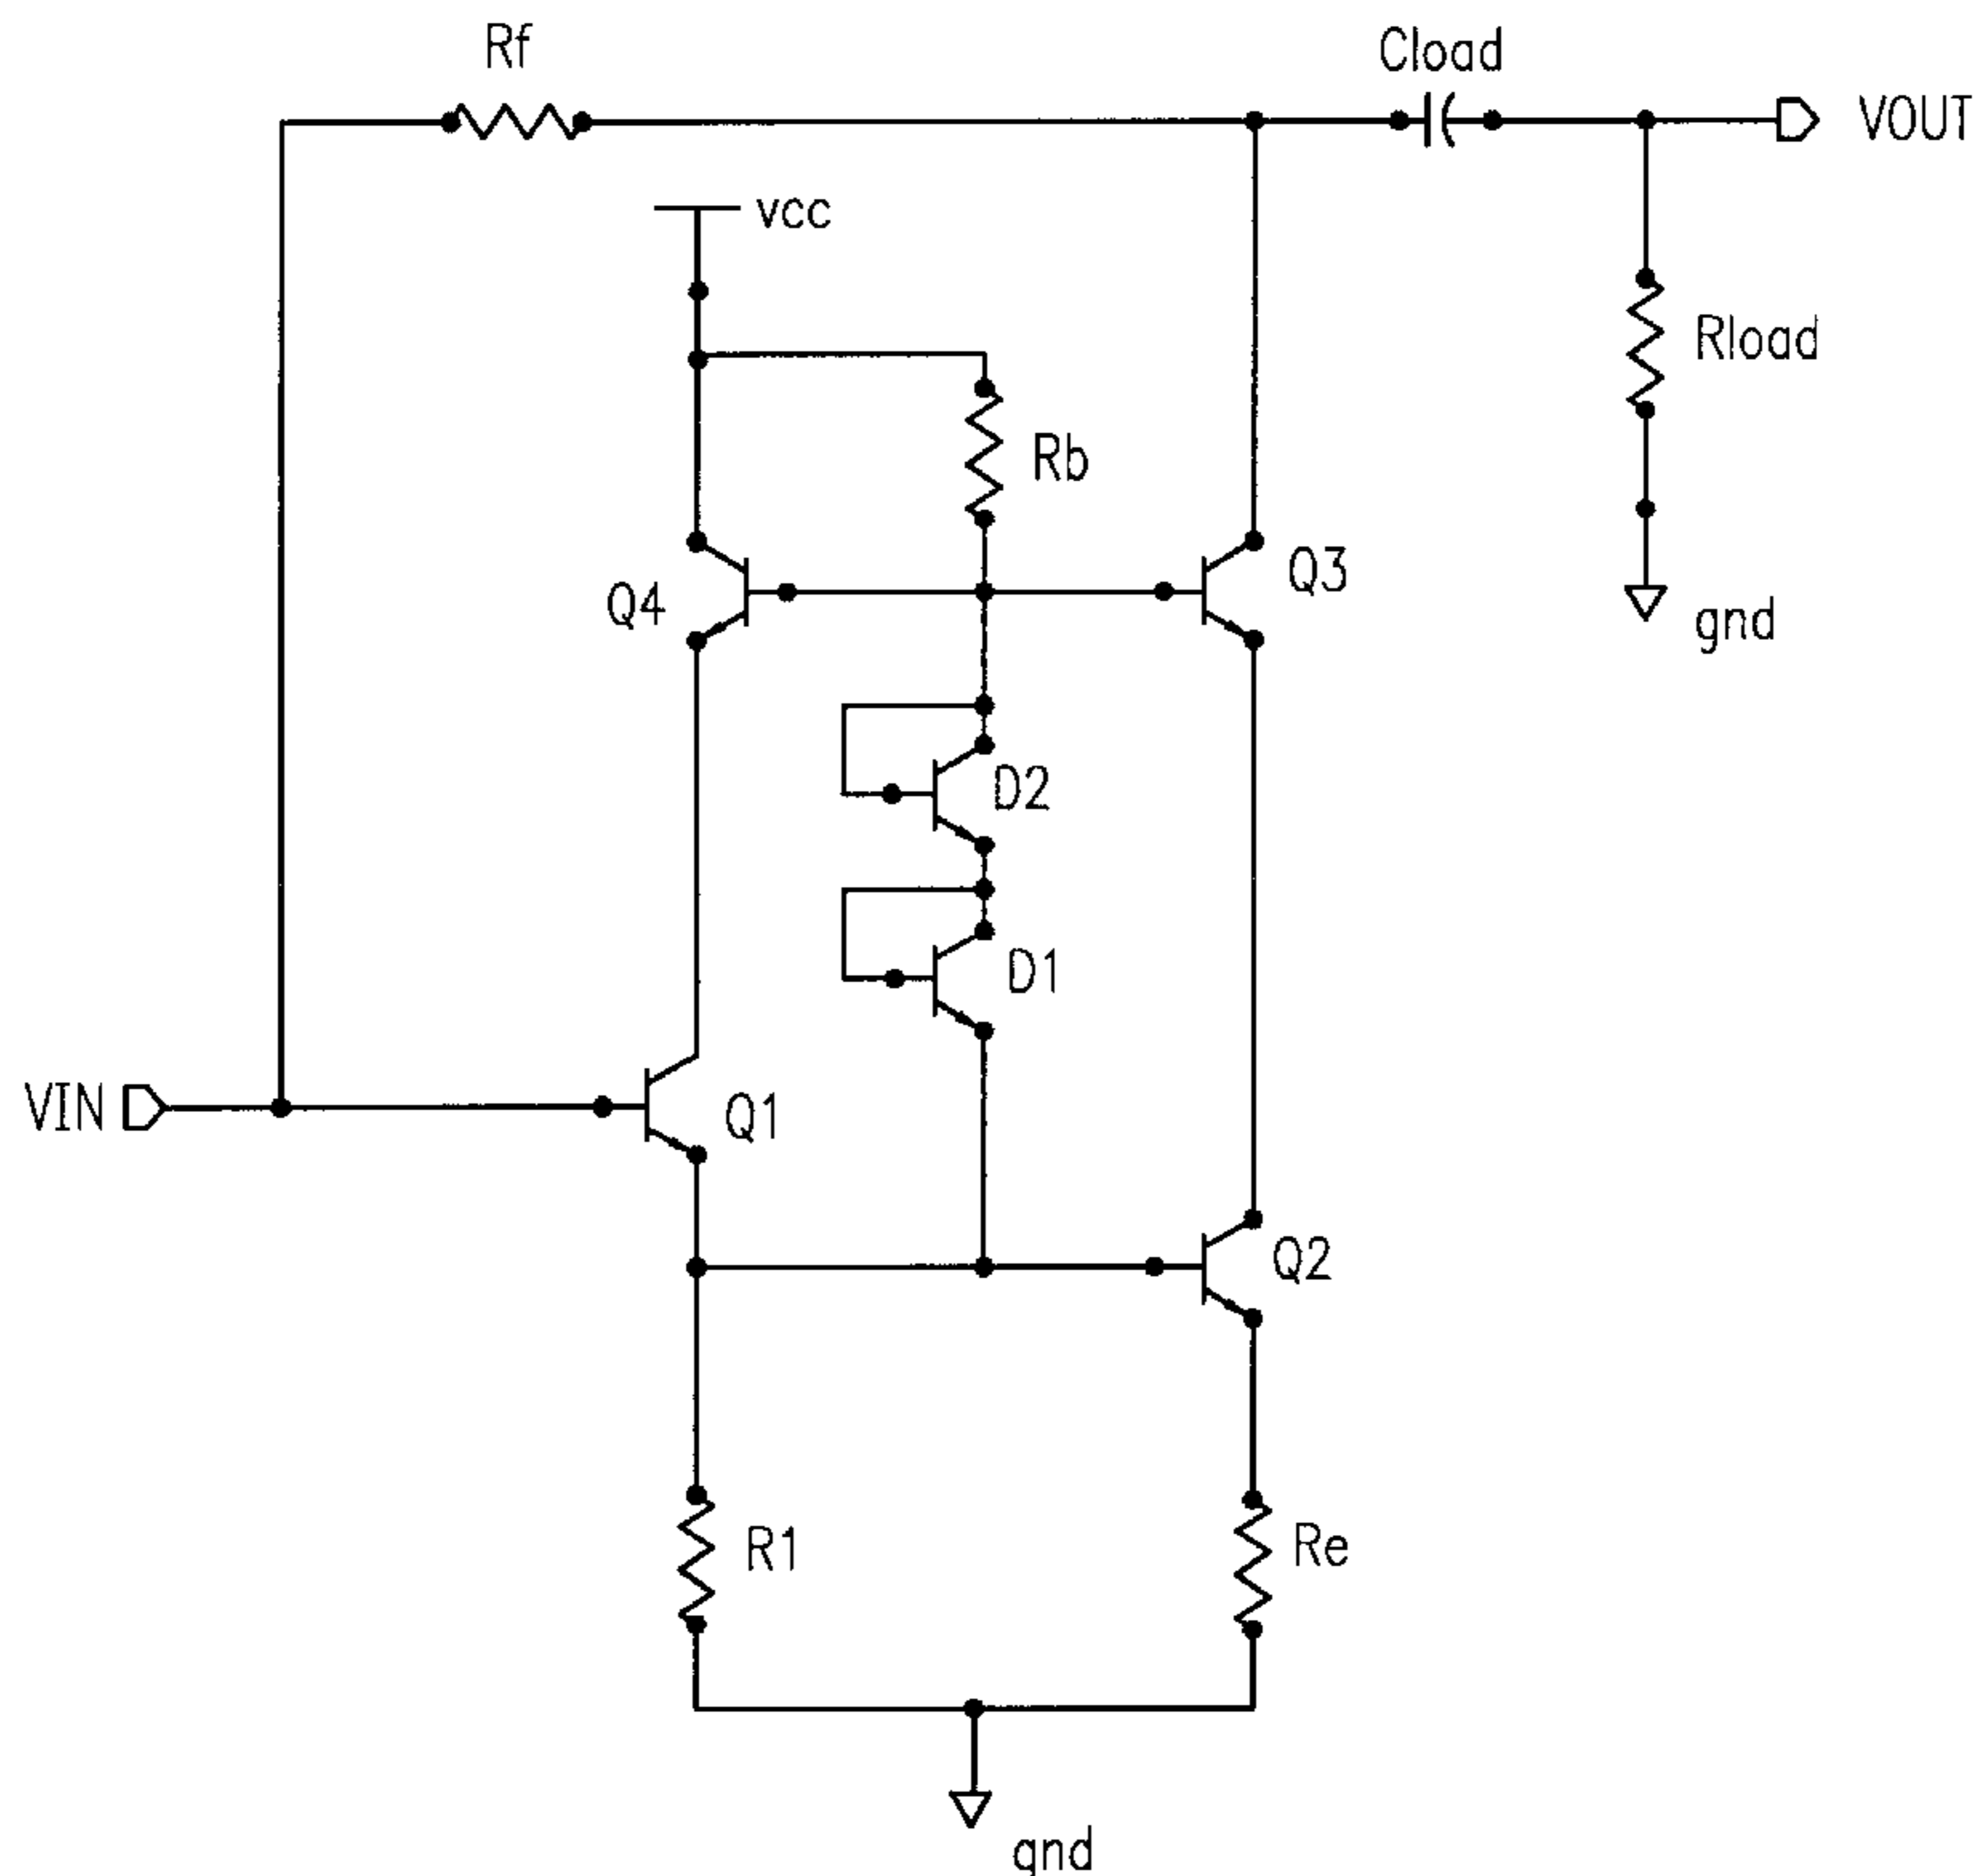 Rf
Cload
VOUT
vcc
Rload
Rb
Q3
Q4
gnd
D2
D1
VIN
Q1
Q2
R1
Re
gnd